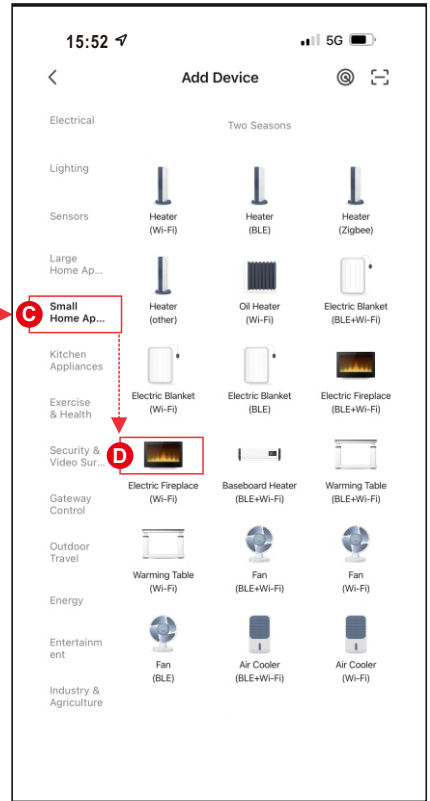 15:52
5G
Add Device
Electrical
Lighting
Sensors
Large
Home Ap...
C
Small
Home Ap...
Kitchen
Appliances
Exercise
& Health
Security &
Video Sur...
Gateway
Control
Outdoor
Travel
Energy
Entertainm
ent
Industry &
Agriculture
Two Seasons
Heater
(Wi-Fi)
Heater
(BLE)
Heater
(Zigbee)
Heater
(other)
Oil Heater
(Wi-Fi)
Electric Blanket
(BLE+Wi-Fi)
Electric Blanket
(Wi-Fi)
Electric Blanket
(BLE)
Electric Fireplace
(BLE+Wi-Fi)
D
Electric Fireplace
(Wi-Fi)
Baseboard Heater
(BLE+Wi-Fi)
Warming Table
(BLE+Wi-Fi)
Warming Table
(Wi-Fi)
Fan
(BLE+Wi-Fi)
Fan
(Wi-Fi)
Fan
(BLE)
Air Cooler
(BLE+Wi-Fi)
Air Cooler
(Wi-Fi)